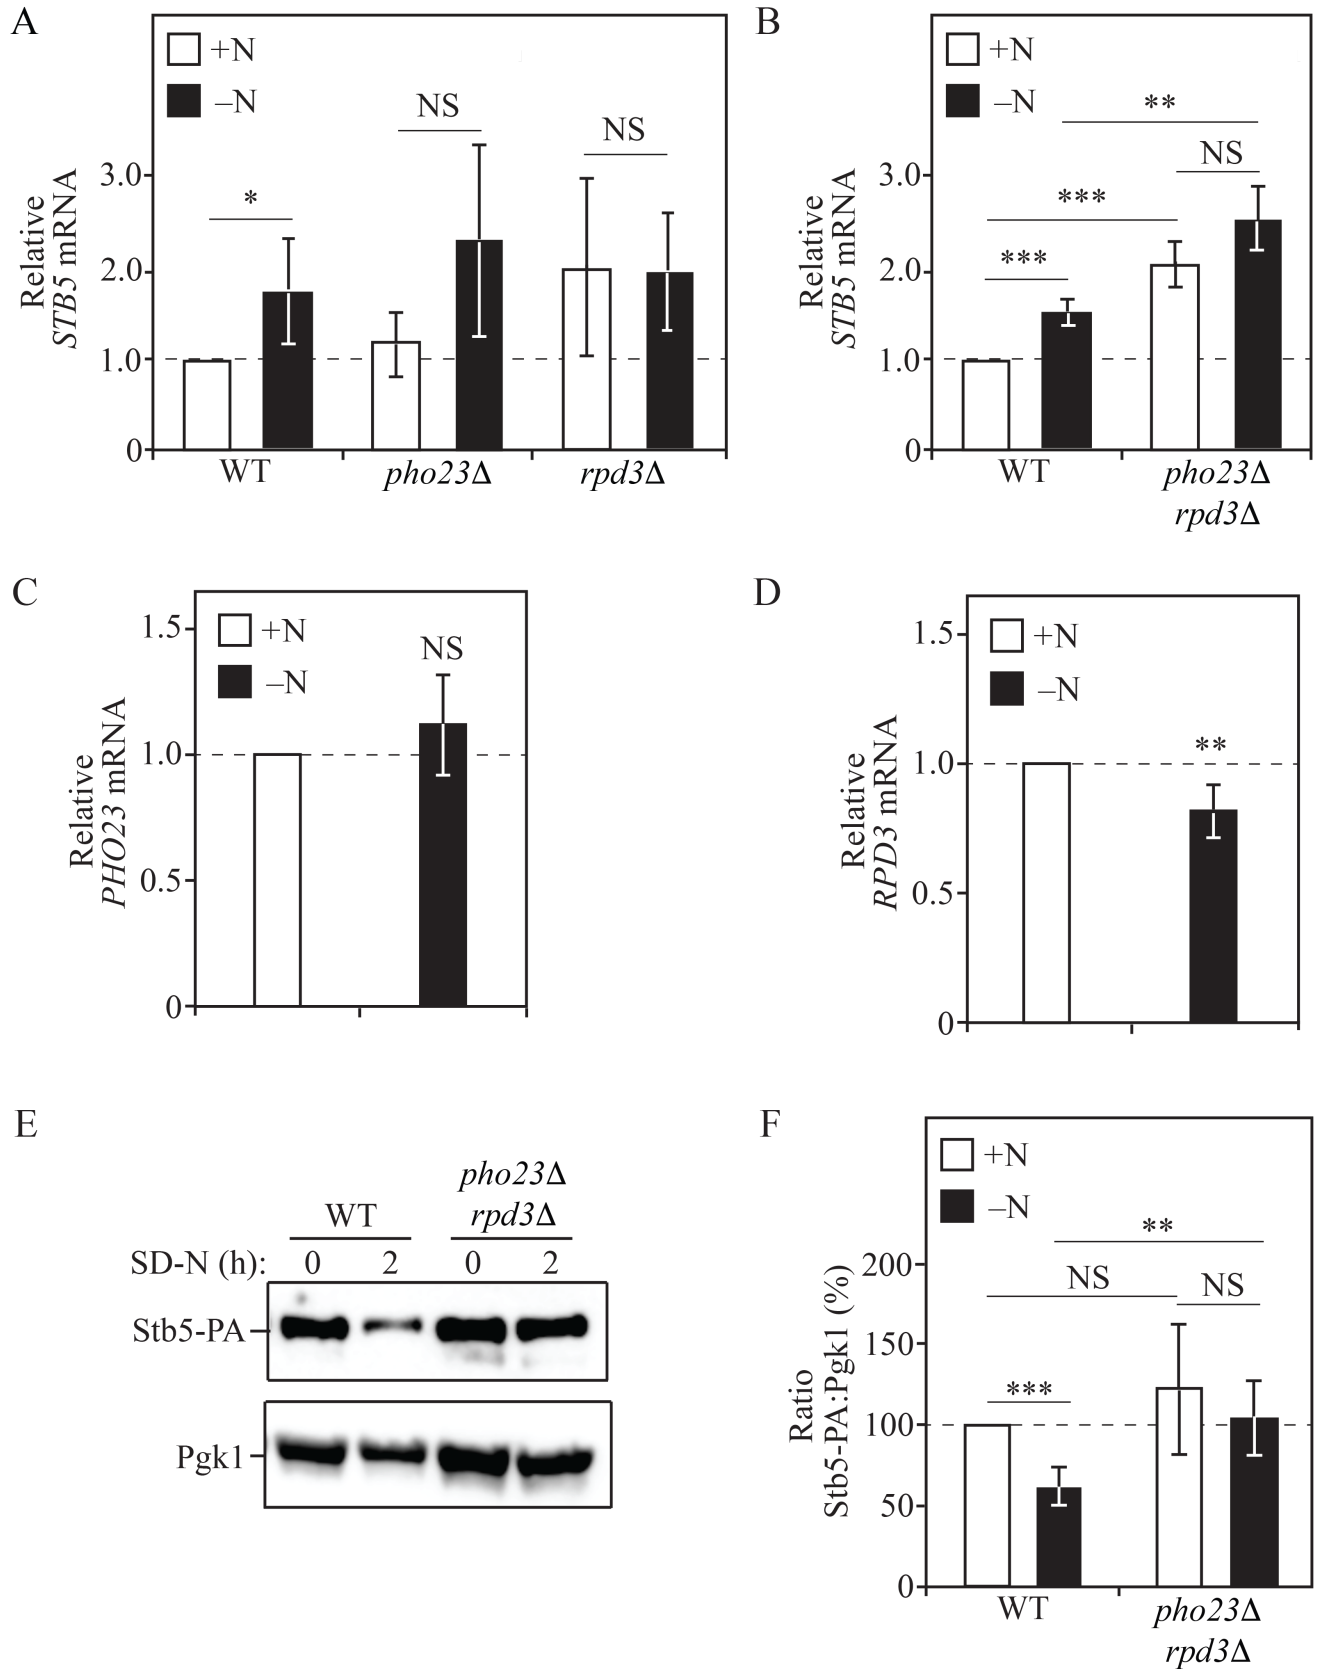 A
+N
–N
NS
NS
*
3.0
2.0
1.0
0
Relative
STB5 mRNA
WT
pho23Δ
rpd3Δ
B
+N
–N
**
NS
***
***
3.0
2.0
1.0
0
Relative
STB5 mRNA
WT
pho23Δ
rpd3Δ
C
+N
–N
NS
1.5
1.0
0.5
0
Relative
PHO23 mRNA
D
+N
–N
**
1.5
1.0
0.5
0
Relative
RPD3 mRNA
E
pho23Δ
WT
rpd3Δ
SD-N (h): 0 2 0 2
Stb5-PA
Pgk1
F
+N
–N
**
NS
NS
***
200
150
100
50
0
Ratio
Stb5-PA:Pgk1 (%)
WT
pho23Δ
rpd3Δ